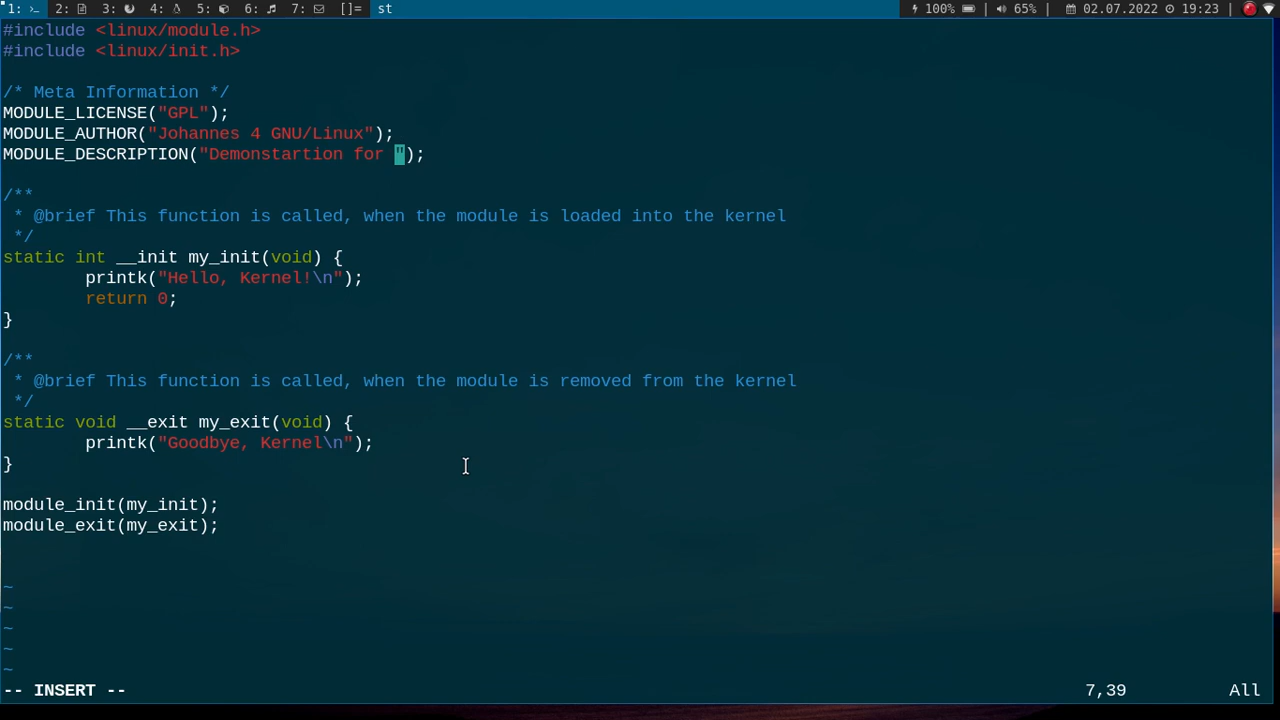 1: 2: 3: 4: 5: 6: 7: []= st 100% | 65% | 02.07.2022 19:23 |
#include <linux/module.h>
#include <linux/init.h>
/* Meta Information */
MODULE_LICENSE("GPL");
MODULE_AUTHOR("Johannes 4 GNU/Linux");
MODULE_DESCRIPTION("Demonstartion for ");
/**
 * @brief This function is called, when the module is loaded into the kernel
 */
static int __init my_init(void) {
        printk("Hello, Kernel!\n");
        return 0;
}
/**
 * @brief This function is called, when the module is removed from the kernel
 */
static void __exit my_exit(void) {
        printk("Goodbye, Kernel\n");
}
module_init(my_init);
module_exit(my_exit);
~
~
~
~
~
-- INSERT -- 7,39 All